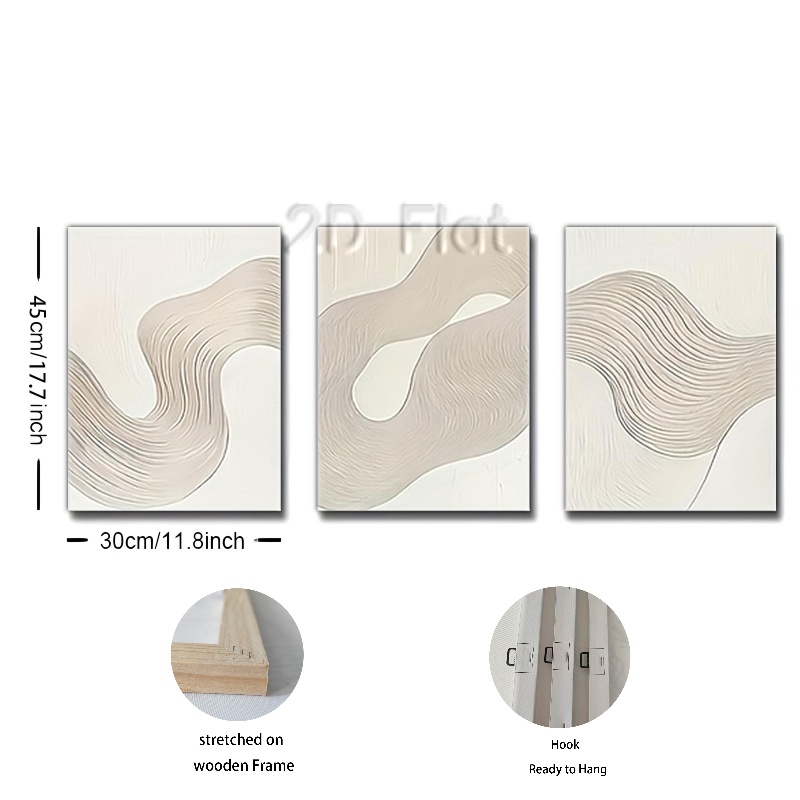 2D Flat
45cm/17.7inch
30cm/11.8inch
stretched on
wooden Frame
Hook
Ready to Hang